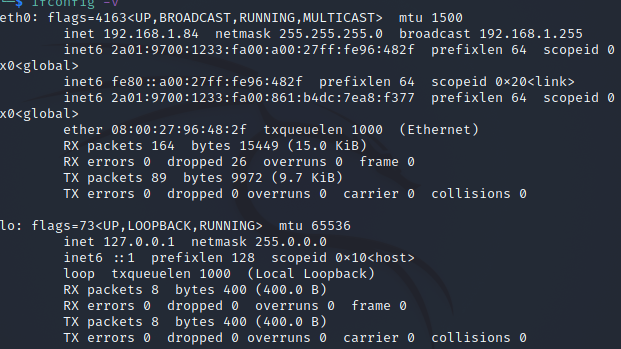 └─$ ifconfig -v
eth0: flags=4163<UP,BROADCAST,RUNNING,MULTICAST>  mtu 1500
inet 192.168.1.84  netmask 255.255.255.0  broadcast 192.168.1.255
inet6 2a01:9700:1233:fa00:a00:27ff:fe96:482f  prefixlen 64  scopeid 0
x0<global>
inet6 fe80::a00:27ff:fe96:482f  prefixlen 64  scopeid 0x20<link>
inet6 2a01:9700:1233:fa00:861:b4dc:7ea8:f377  prefixlen 64  scopeid 0
x0<global>
ether 08:00:27:96:48:2f  txqueuelen 1000  (Ethernet)
RX packets 164  bytes 15449 (15.0 KiB)
RX errors 0  dropped 26  overruns 0  frame 0
TX packets 89  bytes 9972 (9.7 KiB)
TX errors 0  dropped 0 overruns 0  carrier 0  collisions 0
lo: flags=73<UP,LOOPBACK,RUNNING>  mtu 65536
inet 127.0.0.1  netmask 255.0.0.0
inet6 ::1  prefixlen 128  scopeid 0x10<host>
loop  txqueuelen 1000  (Local Loopback)
RX packets 8  bytes 400 (400.0 B)
RX errors 0  dropped 0  overruns 0  frame 0
TX packets 8  bytes 400 (400.0 B)
TX errors 0  dropped 0 overruns 0  carrier 0  collisions 0